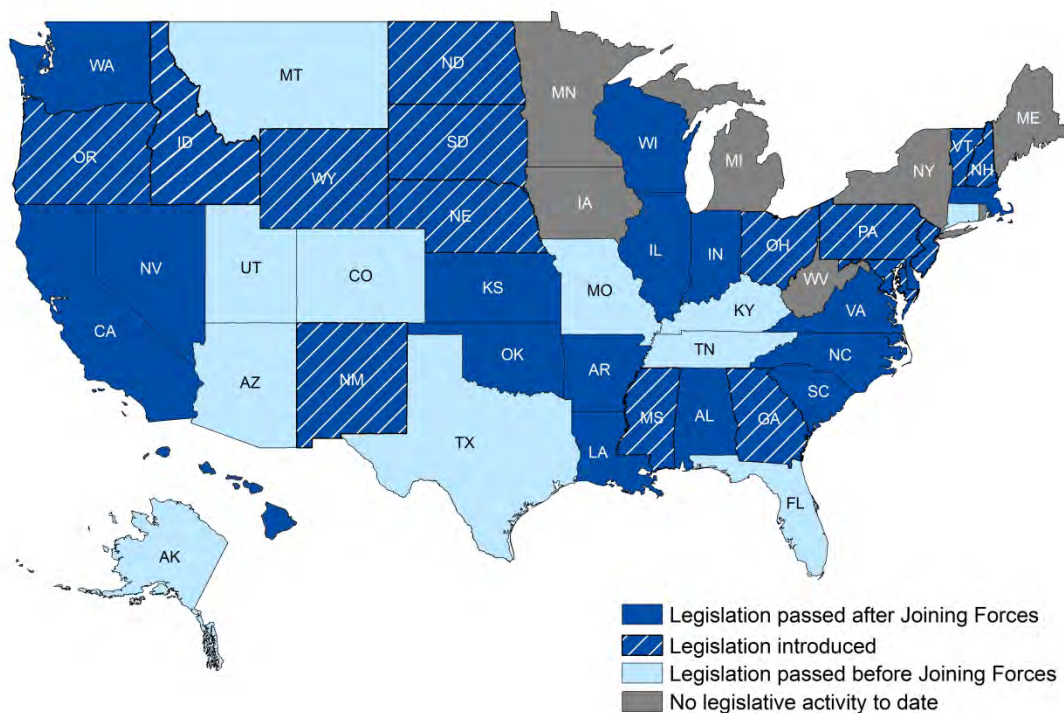 WA
MT
ND
MN
ME
OR
ID
SD
WI
VT
NH
WY
MI
NY
NE
IA
PA
NV
UT
CO
IL
IN
OH
KS
MO
WV
VA
CA
KY
AZ
NM
OK
AR
TN
NC
SC
MS
AL
GA
TX
LA
FL
AK
Legislation passed after Joining Forces
Legislation introduced
Legislation passed before Joining Forces
No legislative activity to date